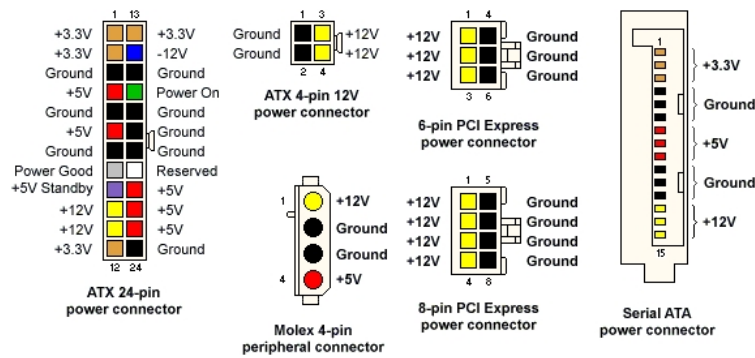 1 13
+3.3V +3.3V
+3.3V -12V
Ground Ground
+5V Power On
Ground Ground
+5V Ground
Ground Ground
Power Good Reserved
+5V Standby +5V
+12V +5V
+12V +5V
+3.3V Ground
12 24
ATX 24-pin
power connector
1 3
Ground +12V
Ground +12V
2 4
ATX 4-pin 12V
power connector
1 +12V
Ground
Ground
4 +5V
Molex 4-pin
peripheral connector
1 4
+12V Ground
+12V Ground
+12V Ground
3 6
6-pin PCI Express
power connector
1 5
+12V Ground
+12V Ground
+12V Ground
+12V Ground
4 8
8-pin PCI Express
power connector
1
+3.3V
Ground
+5V
Ground
+12V
15
Serial ATA
power connector